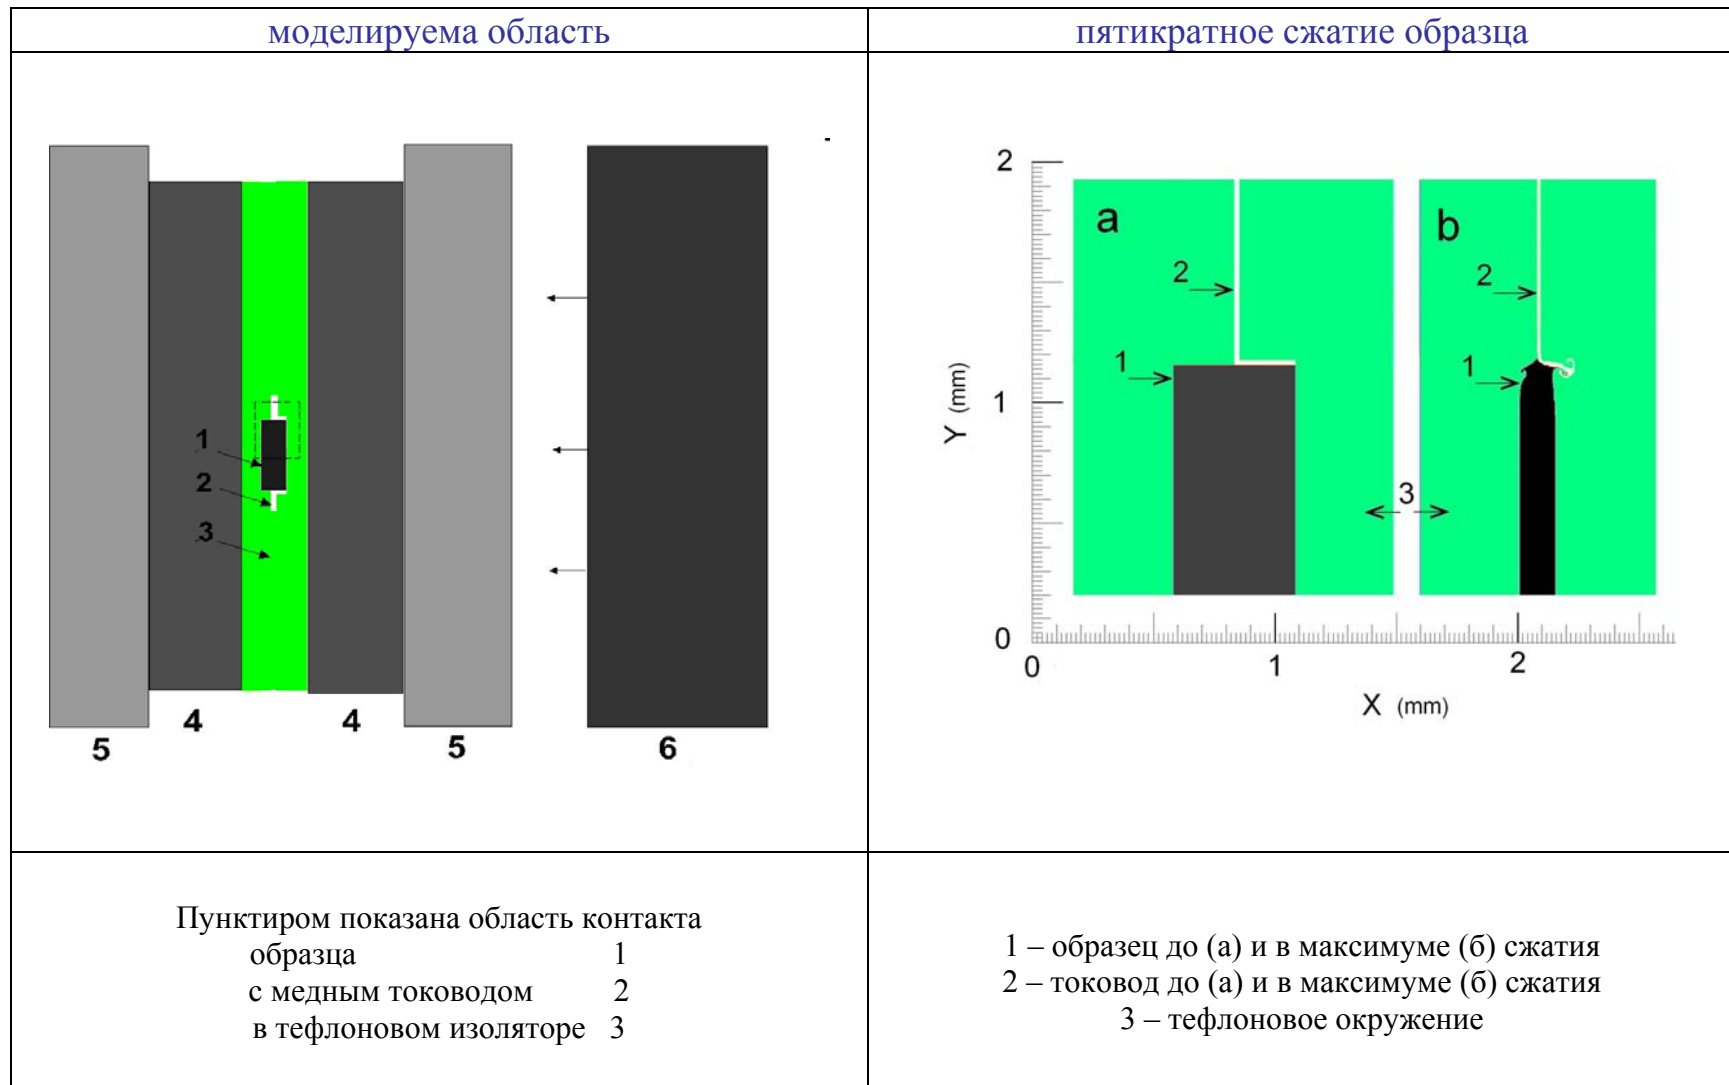 моделируема область
пятикратное сжатие образца
1
2
3
4
4
5
5
6
a
b
2
2
1
1
3
2
1
0
0
1
2
Y (mm)
X (mm)
Пунктиром показана область контакта
образца 1
с медным тоководом 2
в тефлоновом изоляторе 3
1 – образец до (а) и в максимуме (б) сжатия
2 – токовод до (а) и в максимуме (б) сжатия
3 – тефлоновое окружение